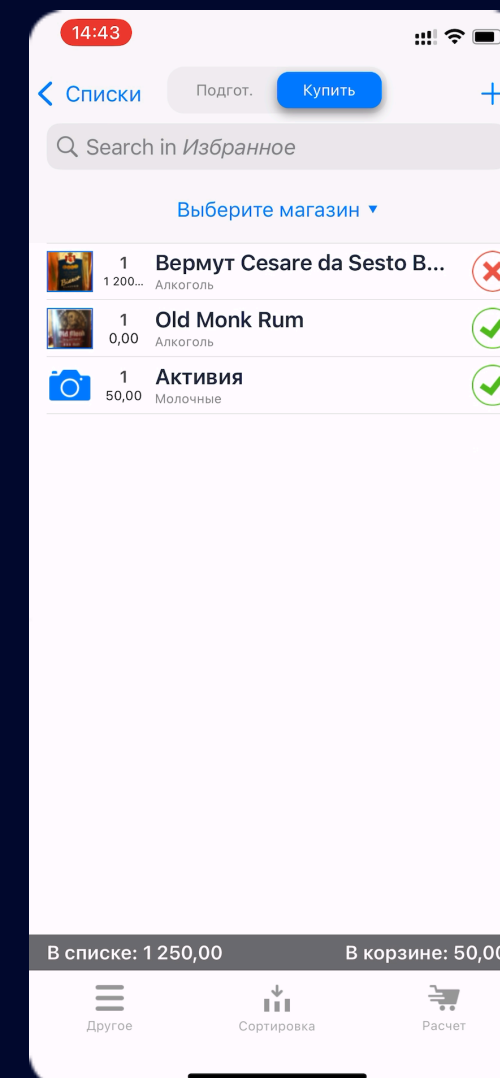 14:43
Списки
Подгот.
Купить
Search in Избранное
Выберите магазин ▼
1
Вермут Cesare da Sesto B...
1 200...
Алкоголь
1
Old Monk Rum
0,00
Алкоголь
1
Активия
50,00
Молочные
В списке: 1 250,00
В корзине: 50,00
Другое
Сортировка
Расчет